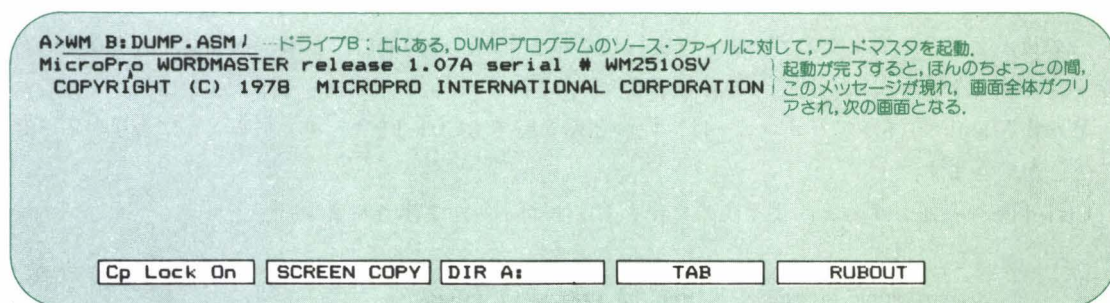 A>WM B:DUMP.ASM/ …ドライブB：上にある，DUMPプログラムのソース・ファイルに対して，ワードマスタを起動．
MicroPro WORDMASTER release 1.07A serial # WM2510SV
COPYRIGHT (C) 1978 MICROPRO INTERNATIONAL CORPORATION
起動が完了すると，ほんのちょっとの間，
このメッセージが現れ，画面全体がクリ
アされ，次の画面となる．
Cp Lock On SCREEN COPY DIR A: TAB RUBOUT